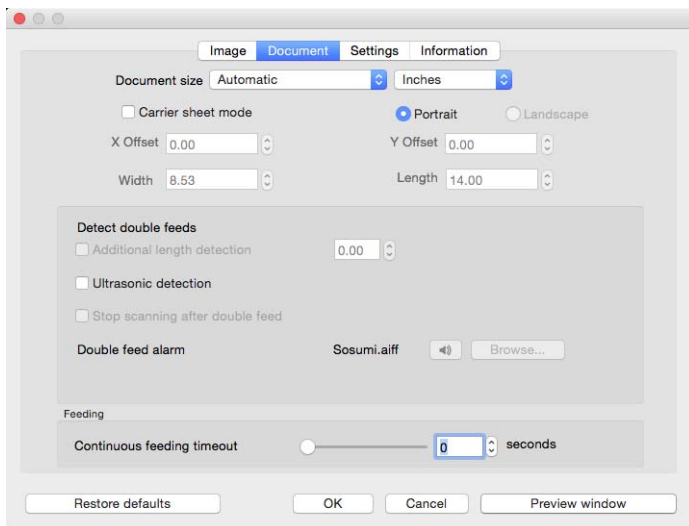 Image Document Settings Information
Document size Automatic Inches
Carrier sheet mode Portrait Landscape
X Offset 0.00 Y Offset 0.00
Width 8.53 Length 14.00
Detect double feeds
Additional length detection 0.00
Ultrasonic detection
Stop scanning after double feed
Double feed alarm Sosumi.aiff Browse...
Feeding
Continuous feeding timeout 0 seconds
Restore defaults OK Cancel Preview window